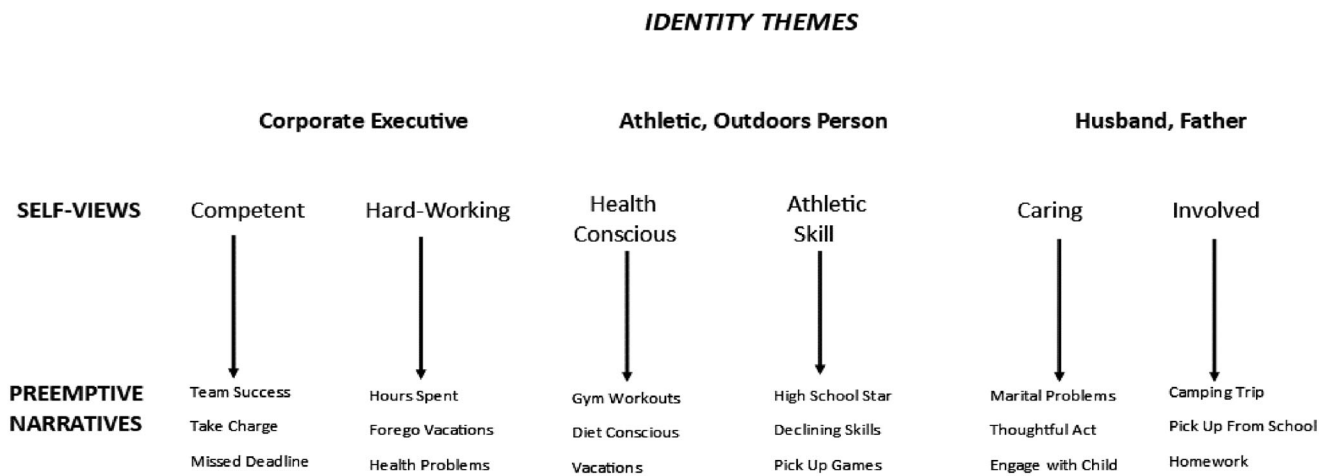 IDENTITY THEMES
Corporate Executive
Athletic, Outdoors Person
Husband, Father
SELF-VIEWS
Competent
Hard-Working
Health
Conscious
Athletic
Skill
Caring
Involved
PREEMPTIVE
NARRATIVES
Team Success
Take Charge
Missed Deadline
Hours Spent
Forego Vacations
Health Problems
Gym Workouts
Diet Conscious
Vacations
High School Star
Declining Skills
Pick Up Games
Marital Problems
Thoughtful Act
Engage with Child
Camping Trip
Pick Up From School
Homework